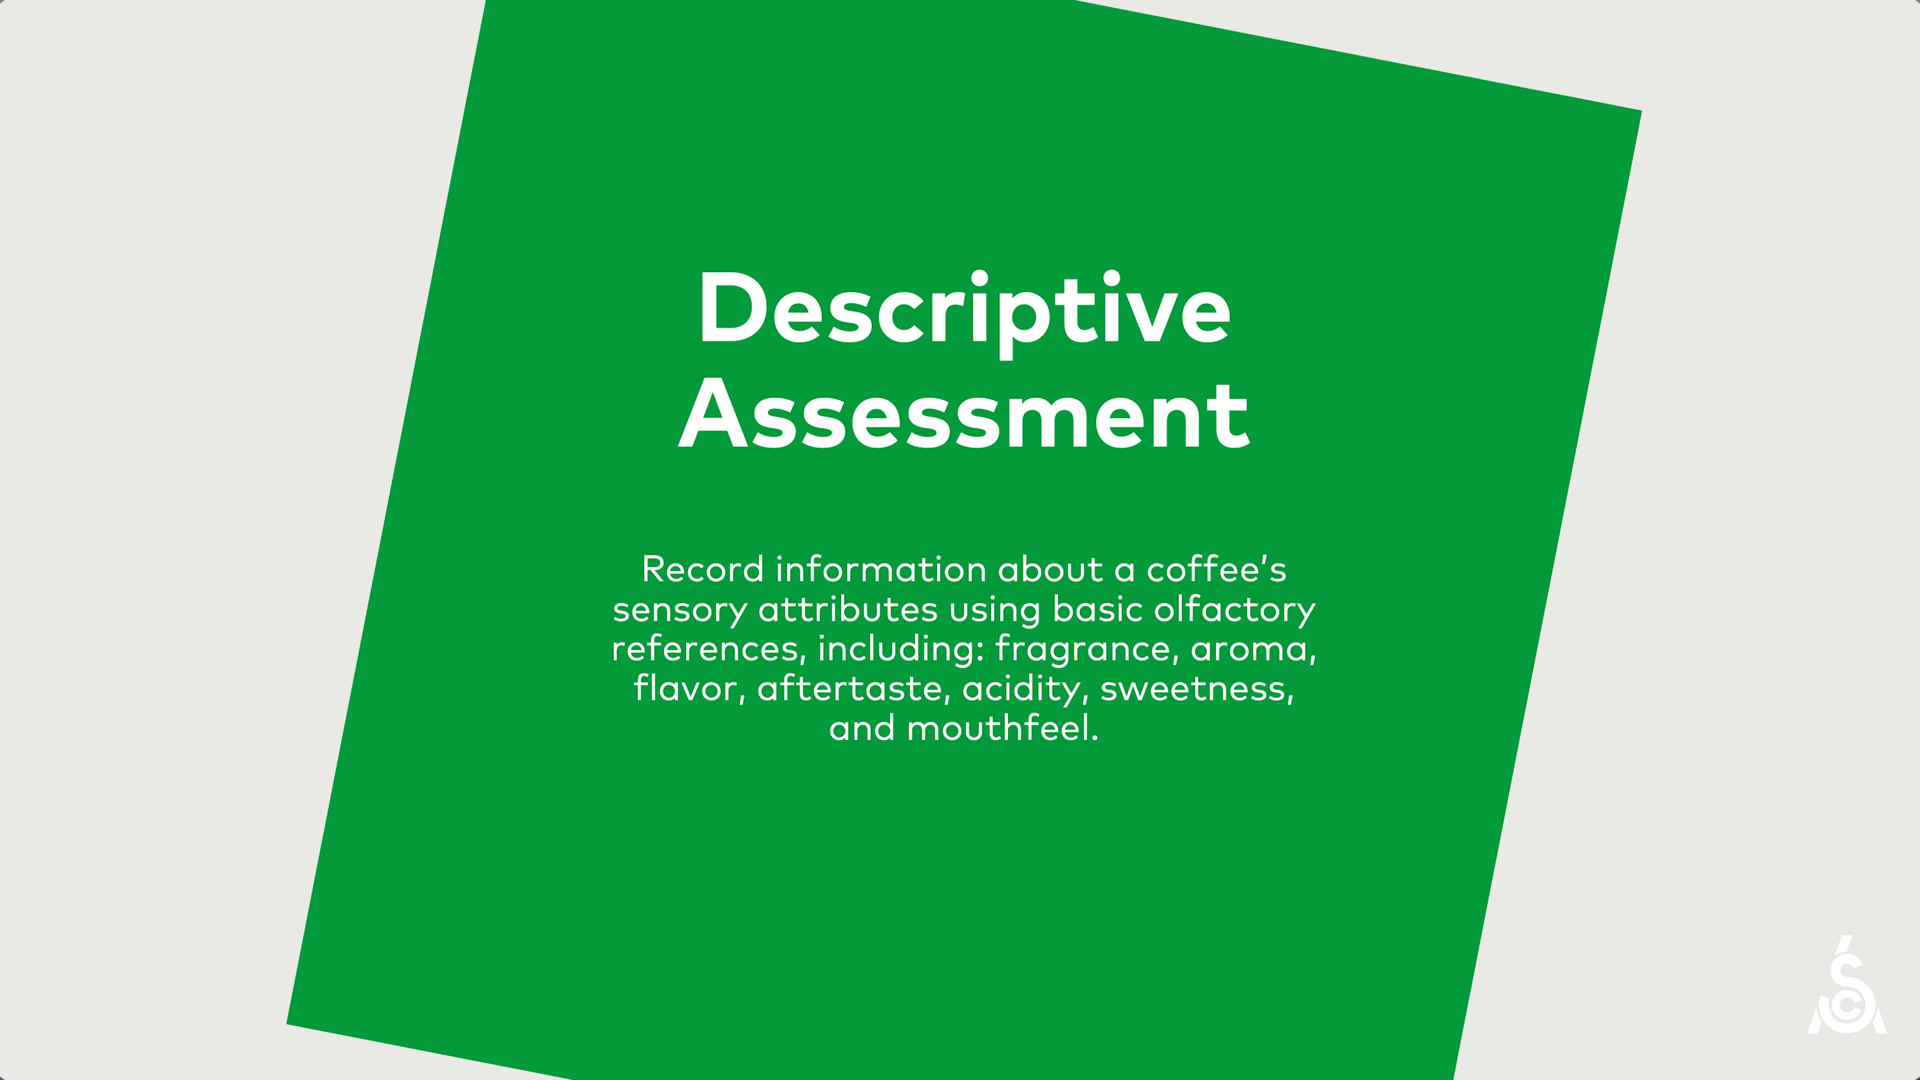 Descriptive
Assessment
Record information about a coffee’s
sensory attributes using basic olfactory
references, including: fragrance, aroma,
flavor, aftertaste, acidity, sweetness,
and mouthfeel.
SCA